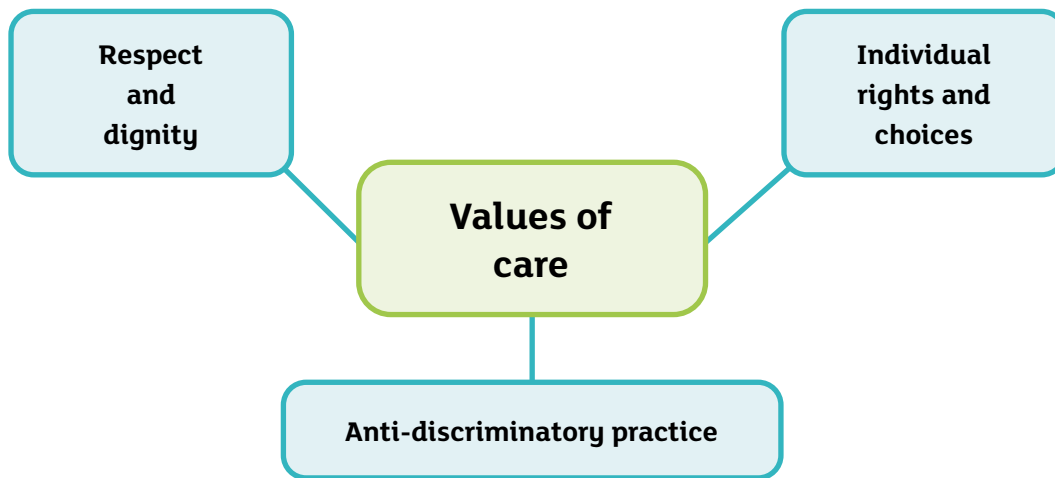 Respect
and
dignity
Individual
rights and
choices
Values of
care
Anti-discriminatory practice